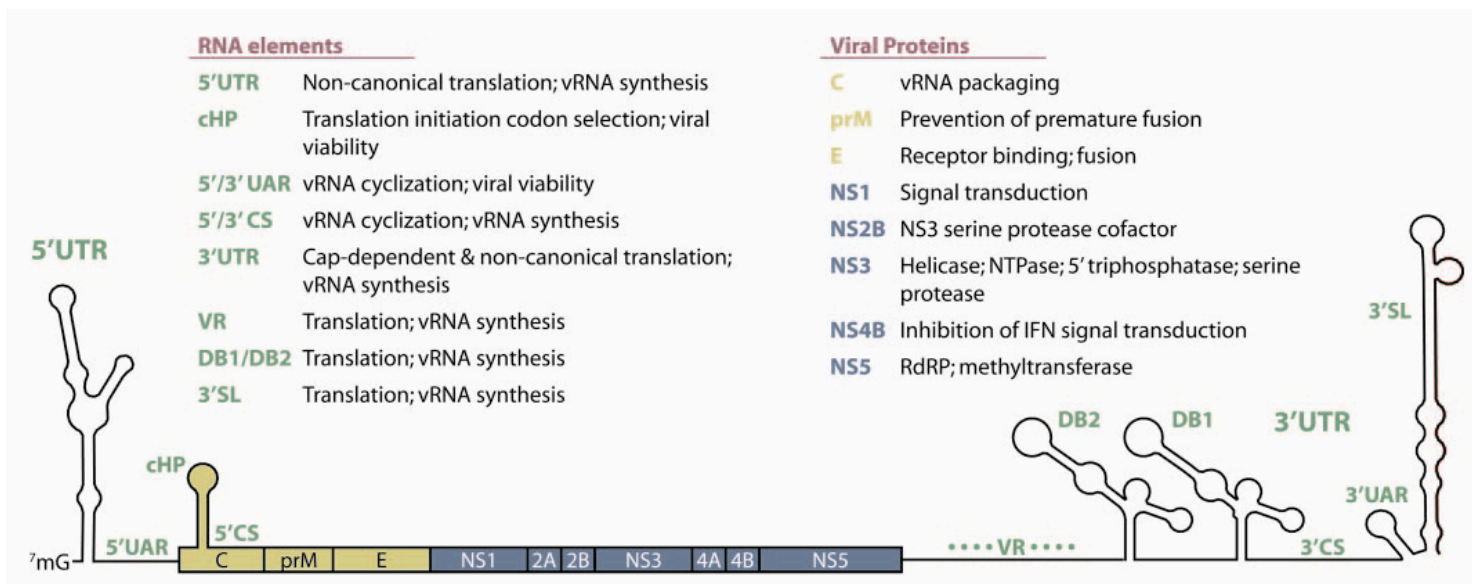 RNA elements
5′UTR Non-canonical translation; vRNA synthesis
cHP Translation initiation codon selection; viral
viability
5′/3′ UAR vRNA cyclization; viral viability
5′/3′ CS vRNA cyclization; vRNA synthesis
3′UTR Cap-dependent & non-canonical translation;
vRNA synthesis
VR Translation; vRNA synthesis
DB1/DB2 Translation; vRNA synthesis
3′SL Translation; vRNA synthesis
Viral Proteins
C vRNA packaging
prM Prevention of premature fusion
E Receptor binding; fusion
NS1 Signal transduction
NS2B NS3 serine protease cofactor
NS3 Helicase; NTPase; 5′ triphosphatase; serine
protease
NS4B Inhibition of IFN signal transduction
NS5 RdRP; methyltransferase
5′UTR
cHP
5′UAR
5′CS
⁷mG
C prM E NS1 2A 2B NS3 4A 4B NS5
VR
DB2
DB1
3′UTR
3′CS
3′UAR
3′SL